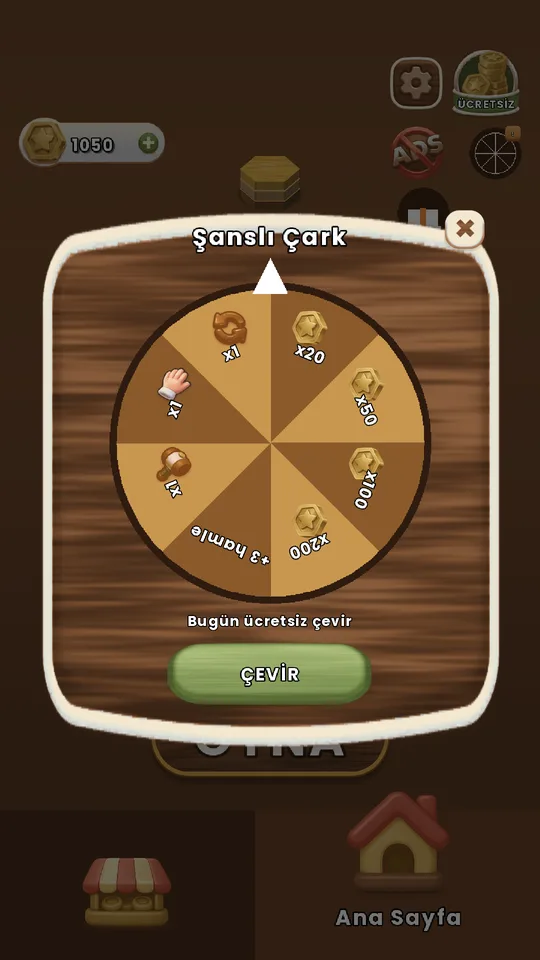 ÜCRETSİZ
1050
ADS
Şanslı Çark
x1
x20
x1
x50
x1
x100
+3 hamle
x200
Bugün ücretsiz çevir
ÇEVİR
OYNA
Ana Sayfa